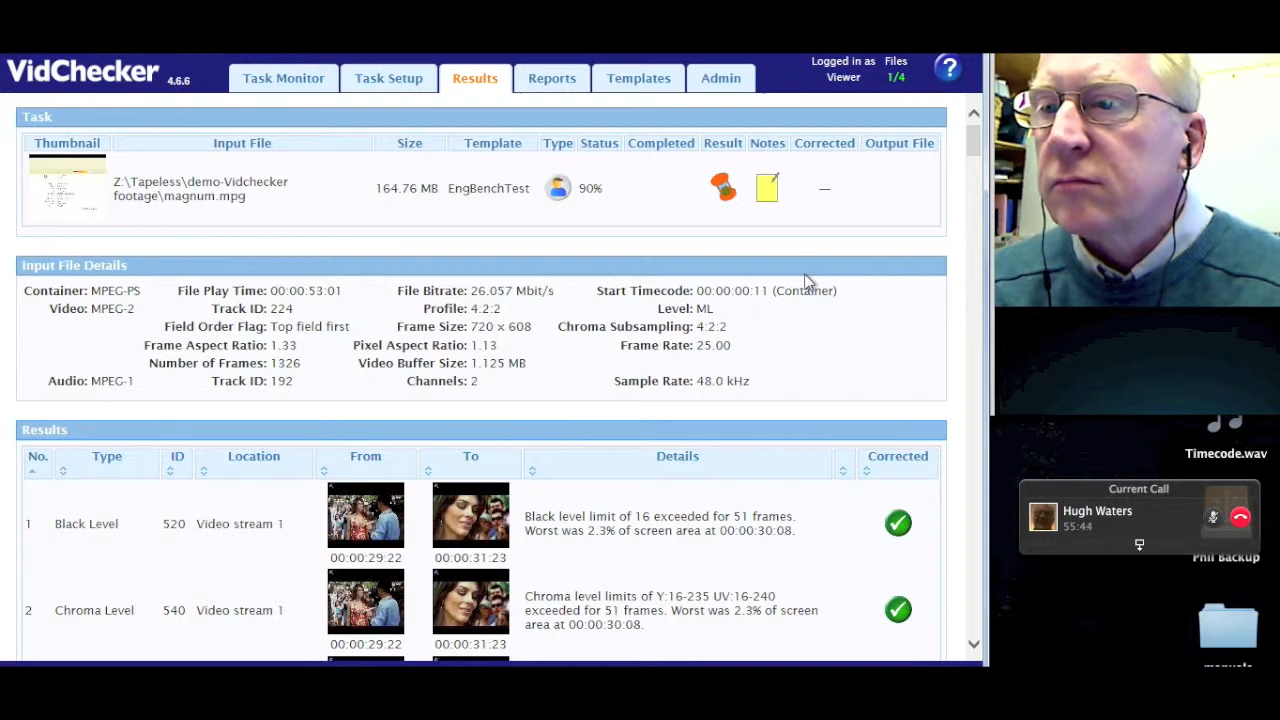 VidChecker 4.6.6
Task Monitor
Task Setup
Results
Reports
Templates
Admin
Logged in as
Viewer
Files
1/4
?
Task
Thumbnail Input File Size Template Type Status Completed Result Notes Corrected Output File
Z:\Tapeless\demo-Vidchecker
footage\magnum.mpg
164.76 MB EngBenchTest 90% —
Input File Details
Container: MPEG-PS File Play Time: 00:00:53:01 File Bitrate: 26.057 Mbit/s Start Timecode: 00:00:00:11 (Container)
Video: MPEG-2 Track ID: 224 Profile: 4:2:2 Level: ML
Field Order Flag: Top field first Frame Size: 720 × 608 Chroma Subsampling: 4:2:2
Frame Aspect Ratio: 1.33 Pixel Aspect Ratio: 1.13 Frame Rate: 25.00
Number of Frames: 1326 Video Buffer Size: 1.125 MB
Audio: MPEG-1 Track ID: 192 Channels: 2 Sample Rate: 48.0 kHz
Results
No. Type ID Location From To Details Corrected
1 Black Level 520 Video stream 1
00:00:29:22 00:00:31:23
Black level limit of 16 exceeded for 51 frames.
Worst was 2.3% of screen area at 00:00:30:08.
2 Chroma Level 540 Video stream 1
00:00:29:22 00:00:31:23
Chroma level limits of Y:16-235 UV:16-240
exceeded for 51 frames. Worst was 2.3% of screen
area at 00:00:30:08.
Timecode.wav
Current Call
Hugh Waters
55:44
Phil Backup
manuals